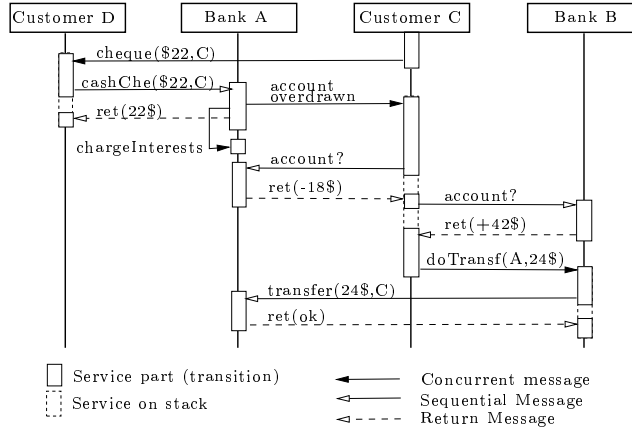 Customer D
Bank A
Customer C
Bank B
cheque($22,C)
cashChe($22,C)
account
overdrawn
ret(22$)
chargeInterests
account?
ret(-18$)
account?
ret(+42$)
doTransf(A,24$)
transfer(24$,C)
ret(ok)
Service part (transition)
Service on stack
Concurrent message
Sequential Message
Return Message